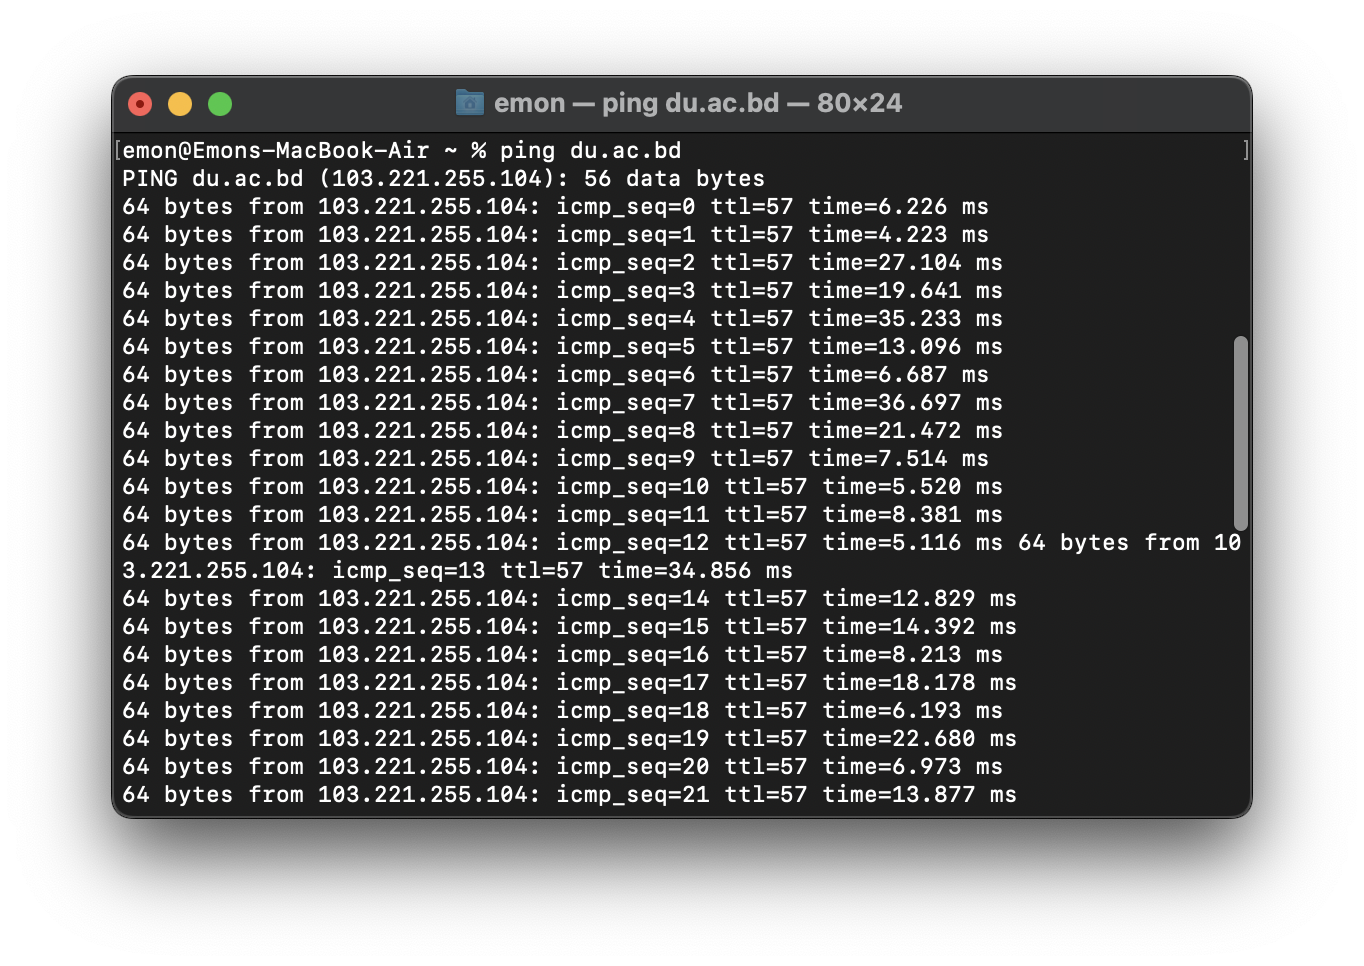 emon — ping du.ac.bd — 80×24
[emon@Emons-MacBook-Air ~ % ping du.ac.bd ]
PING du.ac.bd (103.221.255.104): 56 data bytes
64 bytes from 103.221.255.104: icmp_seq=0 ttl=57 time=6.226 ms
64 bytes from 103.221.255.104: icmp_seq=1 ttl=57 time=4.223 ms
64 bytes from 103.221.255.104: icmp_seq=2 ttl=57 time=27.104 ms
64 bytes from 103.221.255.104: icmp_seq=3 ttl=57 time=19.641 ms
64 bytes from 103.221.255.104: icmp_seq=4 ttl=57 time=35.233 ms
64 bytes from 103.221.255.104: icmp_seq=5 ttl=57 time=13.096 ms
64 bytes from 103.221.255.104: icmp_seq=6 ttl=57 time=6.687 ms
64 bytes from 103.221.255.104: icmp_seq=7 ttl=57 time=36.697 ms
64 bytes from 103.221.255.104: icmp_seq=8 ttl=57 time=21.472 ms
64 bytes from 103.221.255.104: icmp_seq=9 ttl=57 time=7.514 ms
64 bytes from 103.221.255.104: icmp_seq=10 ttl=57 time=5.520 ms
64 bytes from 103.221.255.104: icmp_seq=11 ttl=57 time=8.381 ms
64 bytes from 103.221.255.104: icmp_seq=12 ttl=57 time=5.116 ms 64 bytes from 10
3.221.255.104: icmp_seq=13 ttl=57 time=34.856 ms
64 bytes from 103.221.255.104: icmp_seq=14 ttl=57 time=12.829 ms
64 bytes from 103.221.255.104: icmp_seq=15 ttl=57 time=14.392 ms
64 bytes from 103.221.255.104: icmp_seq=16 ttl=57 time=8.213 ms
64 bytes from 103.221.255.104: icmp_seq=17 ttl=57 time=18.178 ms
64 bytes from 103.221.255.104: icmp_seq=18 ttl=57 time=6.193 ms
64 bytes from 103.221.255.104: icmp_seq=19 ttl=57 time=22.680 ms
64 bytes from 103.221.255.104: icmp_seq=20 ttl=57 time=6.973 ms
64 bytes from 103.221.255.104: icmp_seq=21 ttl=57 time=13.877 ms